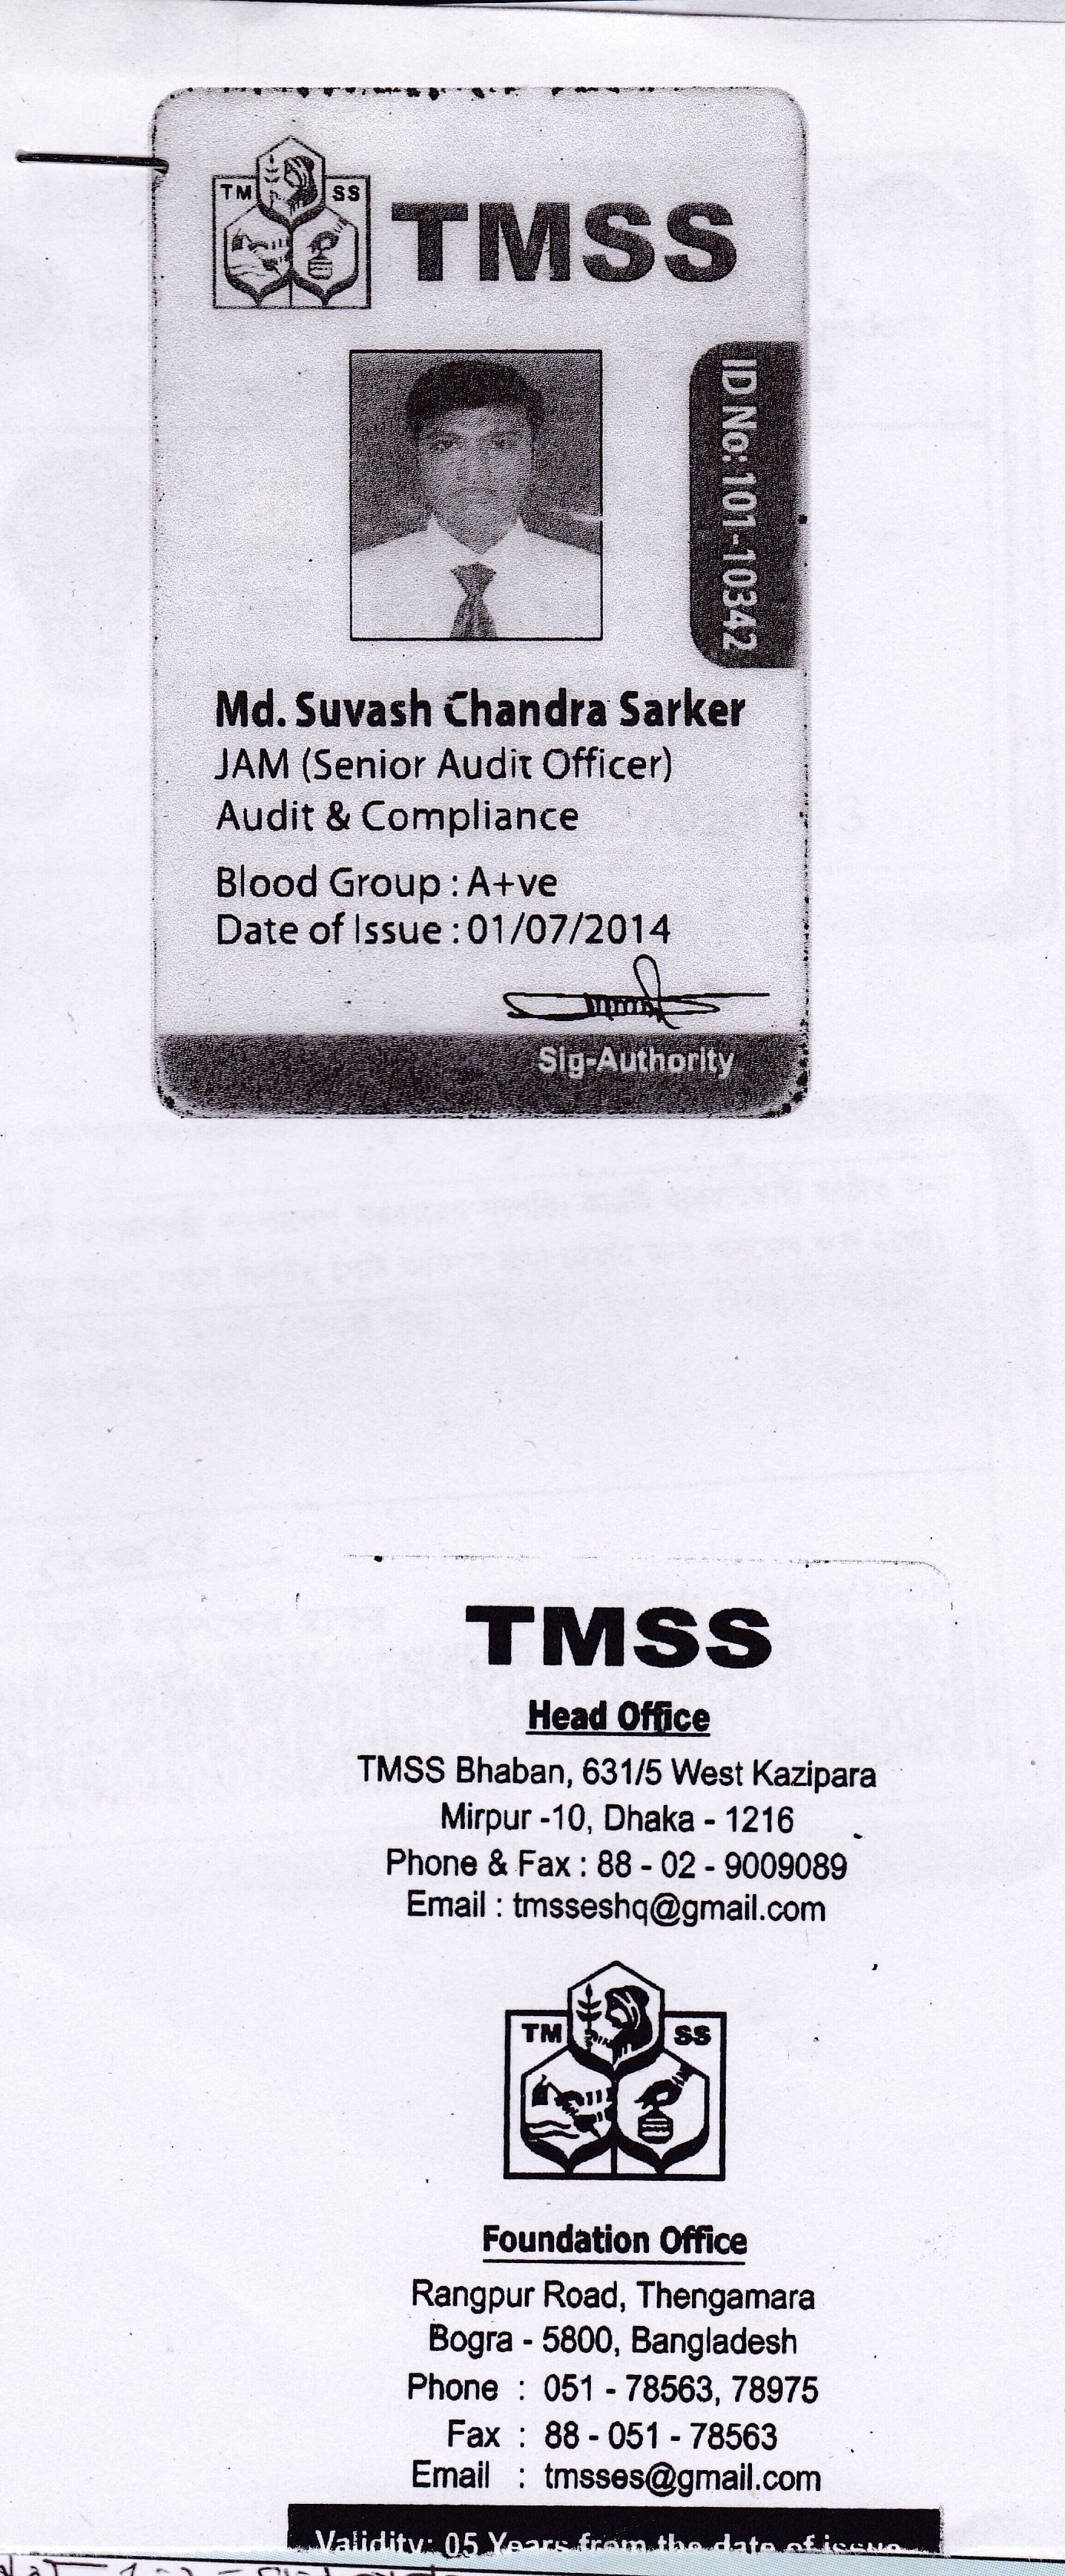 TM SS
TMSS
ID No: 101-10342
Md. Suvash Chandra Sarker
JAM (Senior Audit Officer)
Audit & Compliance
Blood Group : A+ve
Date of Issue : 01/07/2014
Sig-Authority
TMSS
Head Office
TMSS Bhaban, 631/5 West Kazipara
Mirpur -10, Dhaka - 1216
Phone & Fax : 88 - 02 - 9009089
Email : tmsseshq@gmail.com
TM SS
Foundation Office
Rangpur Road, Thengamara
Bogra - 5800, Bangladesh
Phone : 051 - 78563, 78975
Fax : 88 - 051 - 78563
Email : tmsses@gmail.com
Validity: 05 Years from the date of issue